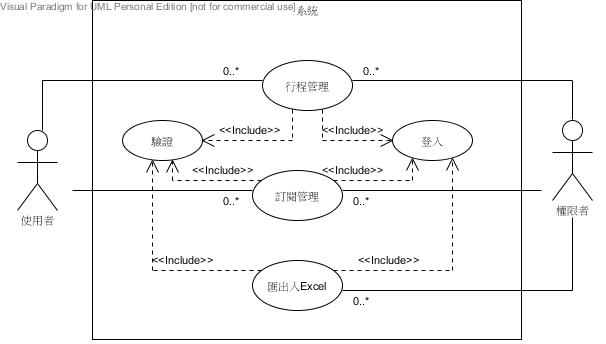 Visual Paradigm for UML Personal Edition [not for commercial use]
系統
0..*
0..*
行程管理
<<Include>>
<<Include>>
驗證
登入
<<Include>>
<<Include>>
訂閱管理
0..*
0..*
使用者
權限者
<<Include>>
<<Include>>
匯出入Excel
0..*